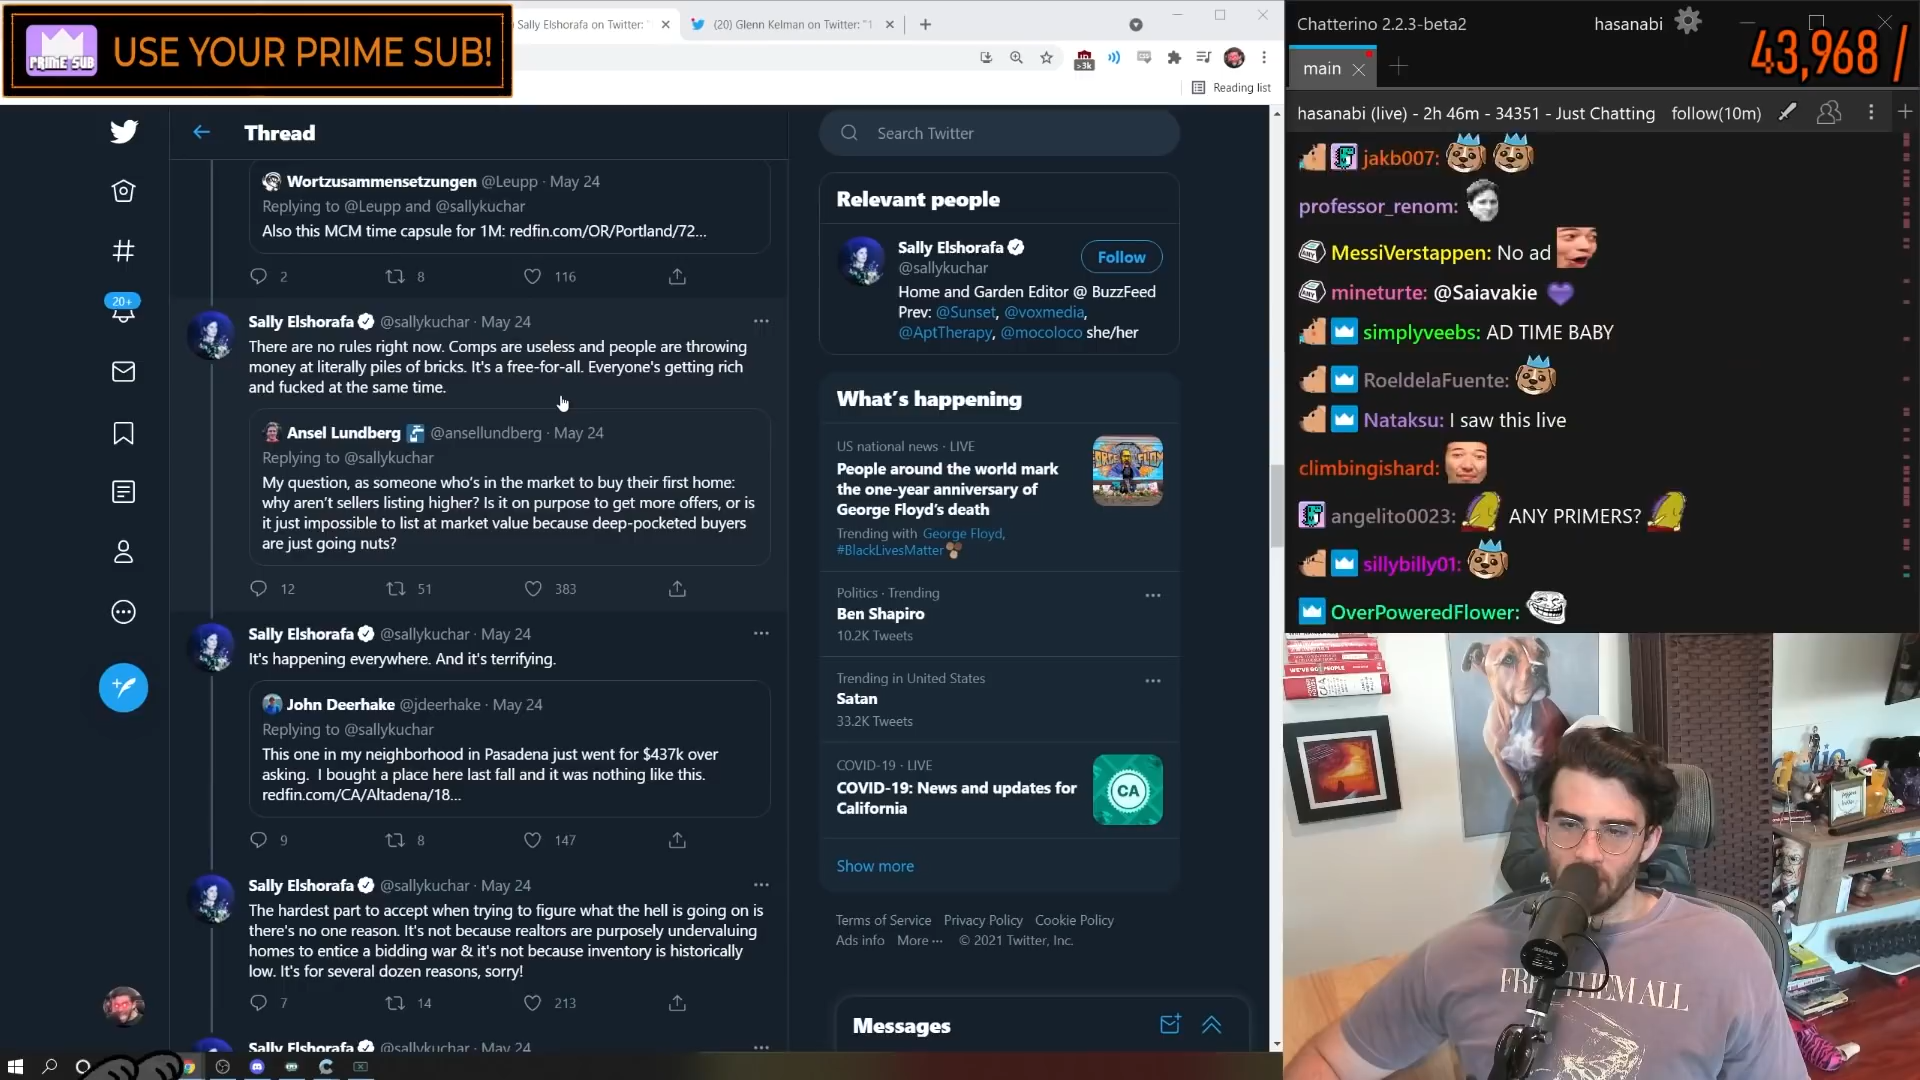 PRIME SUB
USE YOUR PRIME SUB!
Sally Elshorafa on Twitter: "
(20) Glenn Kelman on Twitter: "1
>3k
Reading list
Thread
20+
Wortzusammensetzungen @Leupp · May 24
Replying to @Leupp and @sallykuchar
Also this MCM time capsule for 1M: redfin.com/OR/Portland/72...
2 8 116
Sally Elshorafa @sallykuchar · May 24
There are no rules right now. Comps are useless and people are throwing
money at literally piles of bricks. It's a free-for-all. Everyone's getting rich
and fucked at the same time.
Ansel Lundberg @ansellundberg · May 24
Replying to @sallykuchar
My question, as someone who's in the market to buy their first home:
why aren't sellers listing higher? Is it on purpose to get more offers, or is
it just impossible to list at market value because deep-pocketed buyers
are just going nuts?
12 51 383
Sally Elshorafa @sallykuchar · May 24
It's happening everywhere. And it's terrifying.
John Deerhake @jdeerhake · May 24
Replying to @sallykuchar
This one in my neighborhood in Pasadena just went for $437k over
asking. I bought a place here last fall and it was nothing like this.
redfin.com/CA/Altadena/18...
9 8 147
Sally Elshorafa @sallykuchar · May 24
The hardest part to accept when trying to figure what the hell is going on is
there's no one reason. It's not because realtors are purposely undervaluing
homes to entice a bidding war & it's not because inventory is historically
low. It's for several dozen reasons, sorry!
7 14 213
Sally Elshorafa @sallykuchar · May 24
Search Twitter
Relevant people
Sally Elshorafa
@sallykuchar
Follow
Home and Garden Editor @ BuzzFeed
Prev: @Sunset, @voxmedia,
@AptTherapy, @mocoloco she/her
What's happening
US national news · LIVE
People around the world mark
the one-year anniversary of
George Floyd's death
Trending with George Floyd,
#BlackLivesMatter
Politics · Trending
Ben Shapiro
10.2K Tweets
Trending in United States
Satan
33.2K Tweets
COVID-19 · LIVE
COVID-19: News and updates for
California
CA
Show more
Terms of Service Privacy Policy Cookie Policy
Ads info More ··· © 2021 Twitter, Inc.
Messages
Chatterino 2.2.3-beta2
hasanabi
43,968 /
main
hasanabi (live) - 2h 46m - 34351 - Just Chatting follow(10m)
jakb007:
professor_renom:
MessiVerstappen: No ad
mineturte: @Saiavakie
simplyveebs: AD TIME BABY
RoeldelaFuente:
Nataksu: I saw this live
climbingishard:
angelito0023: ANY PRIMERS?
sillybilly01:
OverPoweredFlower:
FREE THEM ALL